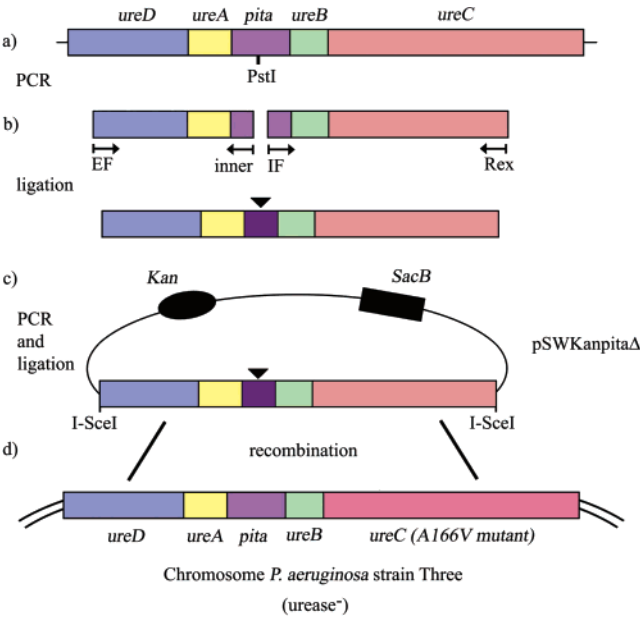 ureD ureA pita ureB ureC
a)
PstI
PCR
b)
EF inner IF Rex
ligation
c)
Kan SacB
PCR
and
ligation
pSWKanpitaΔ
I-SceI I-SceI
recombination
d)
ureD ureA pita ureB ureC (A166V mutant)
Chromosome P. aeruginosa strain Three
(urease⁻)